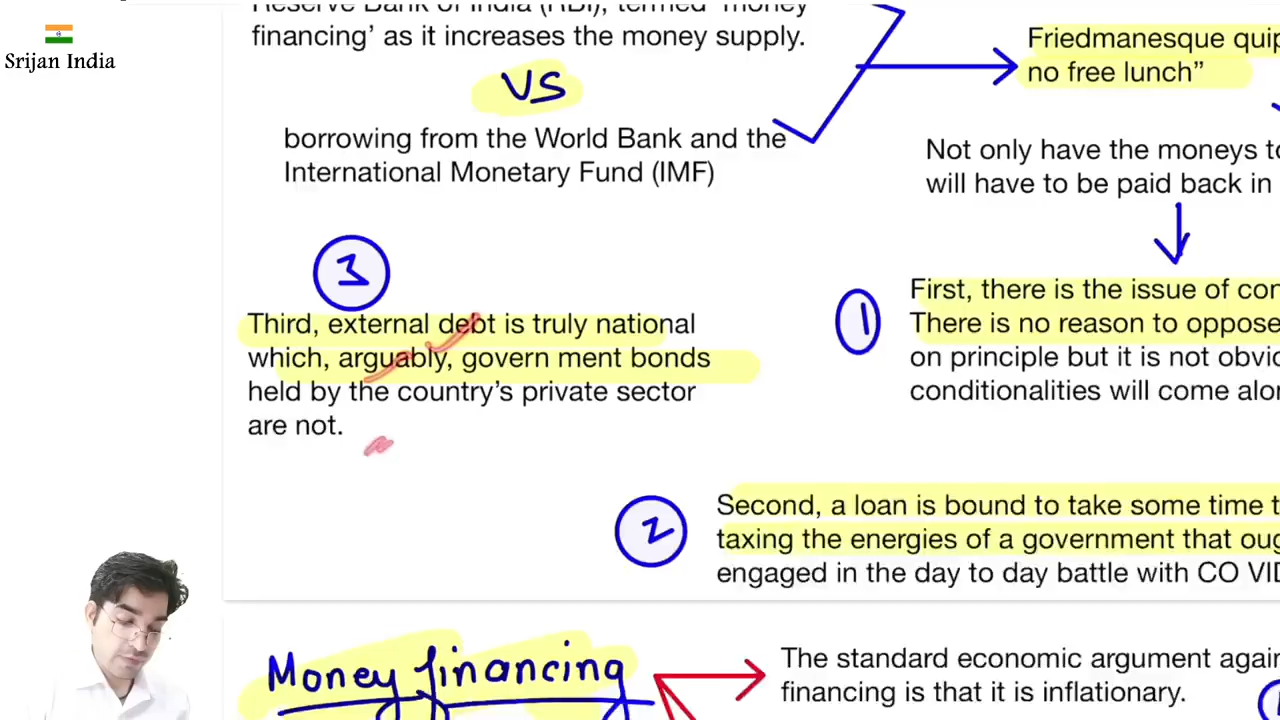 Srijan India
Reserve Bank of India (RBI), termed 'money
financing' as it increases the money supply.
VS
borrowing from the World Bank and the
International Monetary Fund (IMF)
Friedmanesque quip
no free lunch”
Not only have the moneys to
will have to be paid back in
3
Third, external debt is truly national
which, arguably, govern ment bonds
held by the country's private sector
are not.
1
First, there is the issue of con
There is no reason to oppose
on principle but it is not obvi
conditionalities will come alon
2
Second, a loan is bound to take some time t
taxing the energies of a government that oug
engaged in the day to day battle with CO VID
Money financing
The standard economic argument again
financing is that it is inflationary.